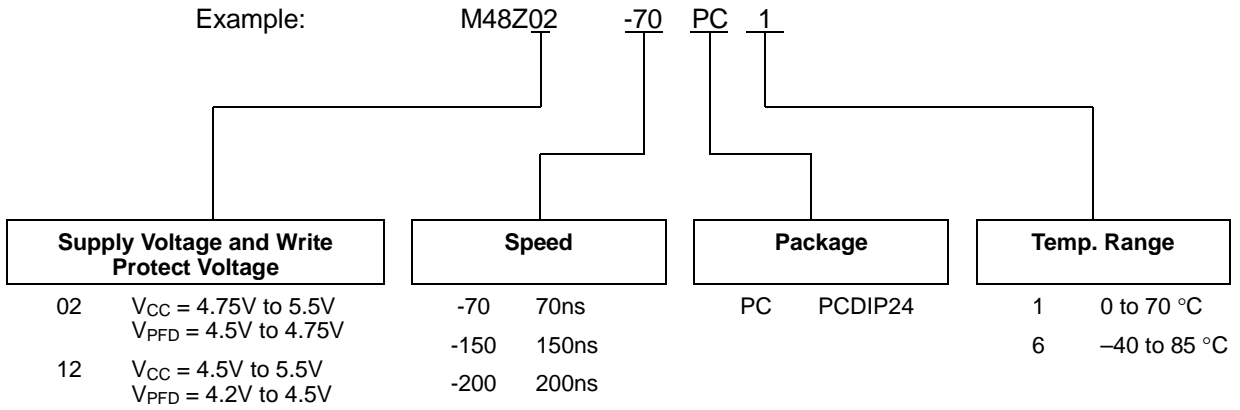 Example: M48Z02 -70 PC 1
Supply Voltage and Write
Protect Voltage
02 VCC = 4.75V to 5.5V
VPFD = 4.5V to 4.75V
12 VCC = 4.5V to 5.5V
VPFD = 4.2V to 4.5V
Speed
-70 70ns
-150 150ns
-200 200ns
Package
PC PCDIP24
Temp. Range
1 0 to 70 °C
6 –40 to 85 °C